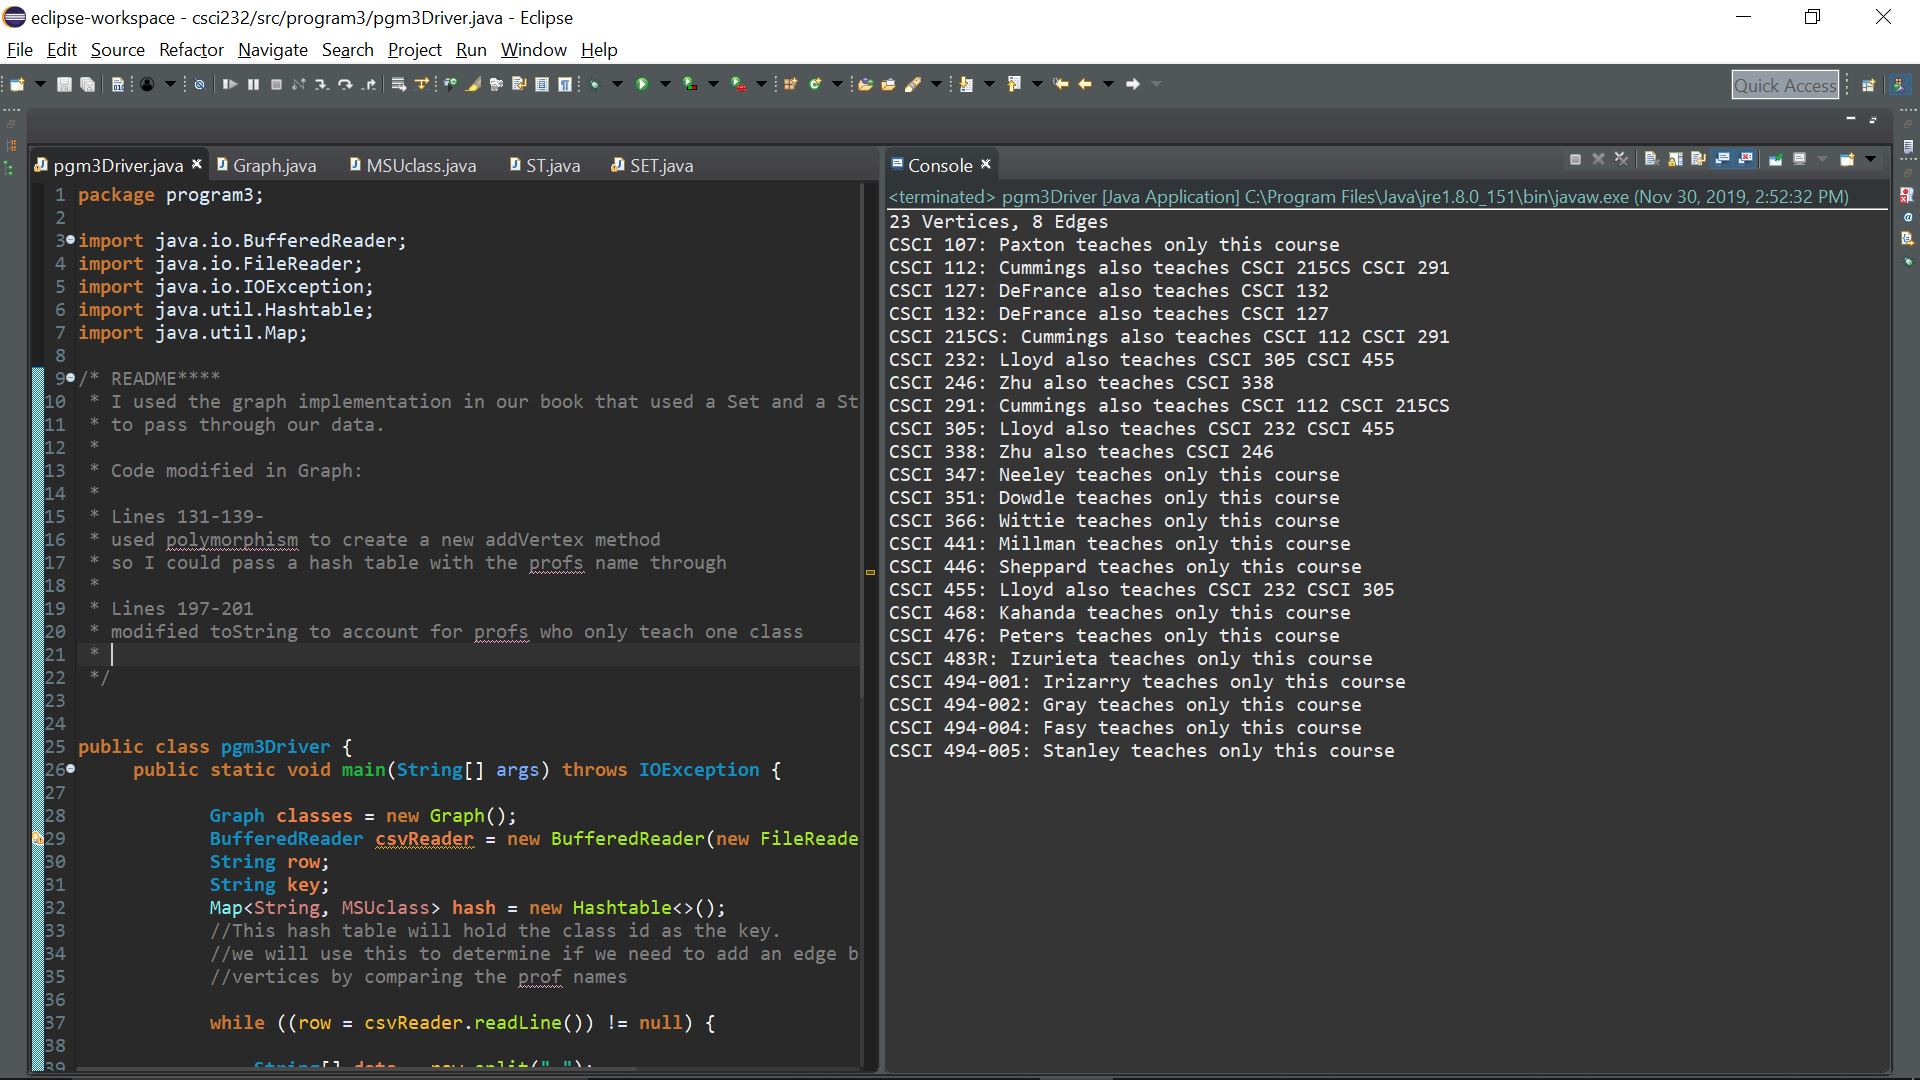 eclipse-workspace - csci232/src/program3/pgm3Driver.java - Eclipse
File Edit Source Refactor Navigate Search Project Run Window Help
Quick Access
pgm3Driver.java Graph.java MSUclass.java ST.java SET.java
1 package program3;
2
3 import java.io.BufferedReader;
4 import java.io.FileReader;
5 import java.io.IOException;
6 import java.util.Hashtable;
7 import java.util.Map;
8
9 /* README****
10 * I used the graph implementation in our book that used a Set and a St
11 * to pass through our data.
12 *
13 * Code modified in Graph:
14 *
15 * Lines 131-139-
16 * used polymorphism to create a new addVertex method
17 * so I could pass a hash table with the profs name through
18 *
19 * Lines 197-201
20 * modified toString to account for profs who only teach one class
21 *
22 */
23
24
25 public class pgm3Driver {
26 public static void main(String[] args) throws IOException {
27
28 Graph classes = new Graph();
29 BufferedReader csvReader = new BufferedReader(new FileReade
30 String row;
31 String key;
32 Map<String, MSUclass> hash = new Hashtable<>();
33 //This hash table will hold the class id as the key.
34 //we will use this to determine if we need to add an edge b
35 //vertices by comparing the prof names
36
37 while ((row = csvReader.readLine()) != null) {
38
39
Console
<terminated> pgm3Driver [Java Application] C:\Program Files\Java\jre1.8.0_151\bin\javaw.exe (Nov 30, 2019, 2:52:32 PM)
23 Vertices, 8 Edges
CSCI 107: Paxton teaches only this course
CSCI 112: Cummings also teaches CSCI 215CS CSCI 291
CSCI 127: DeFrance also teaches CSCI 132
CSCI 132: DeFrance also teaches CSCI 127
CSCI 215CS: Cummings also teaches CSCI 112 CSCI 291
CSCI 232: Lloyd also teaches CSCI 305 CSCI 455
CSCI 246: Zhu also teaches CSCI 338
CSCI 291: Cummings also teaches CSCI 112 CSCI 215CS
CSCI 305: Lloyd also teaches CSCI 232 CSCI 455
CSCI 338: Zhu also teaches CSCI 246
CSCI 347: Neeley teaches only this course
CSCI 351: Dowdle teaches only this course
CSCI 366: Wittie teaches only this course
CSCI 441: Millman teaches only this course
CSCI 446: Sheppard teaches only this course
CSCI 455: Lloyd also teaches CSCI 232 CSCI 305
CSCI 468: Kahanda teaches only this course
CSCI 476: Peters teaches only this course
CSCI 483R: Izurieta teaches only this course
CSCI 494-001: Irizarry teaches only this course
CSCI 494-002: Gray teaches only this course
CSCI 494-004: Fasy teaches only this course
CSCI 494-005: Stanley teaches only this course